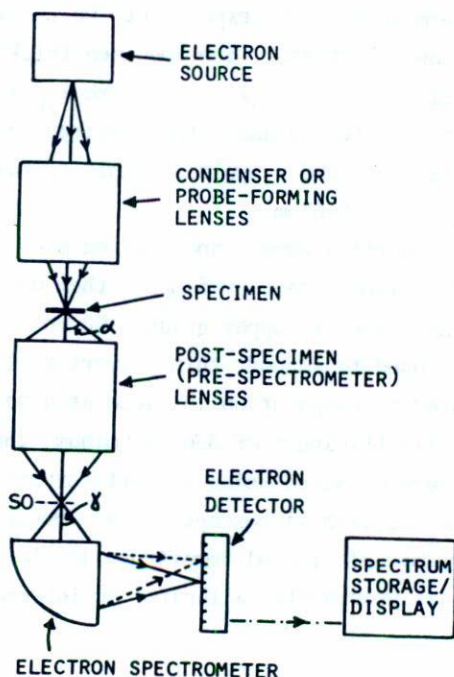 ELECTRON
SOURCE
CONDENSER OR
PROBE-FORMING
LENSES
SPECIMEN
α
POST-SPECIMEN
(PRE-SPECTROMETER)
LENSES
ELECTRON
DETECTOR
SO
γ
SPECTRUM
STORAGE/
DISPLAY
ELECTRON SPECTROMETER